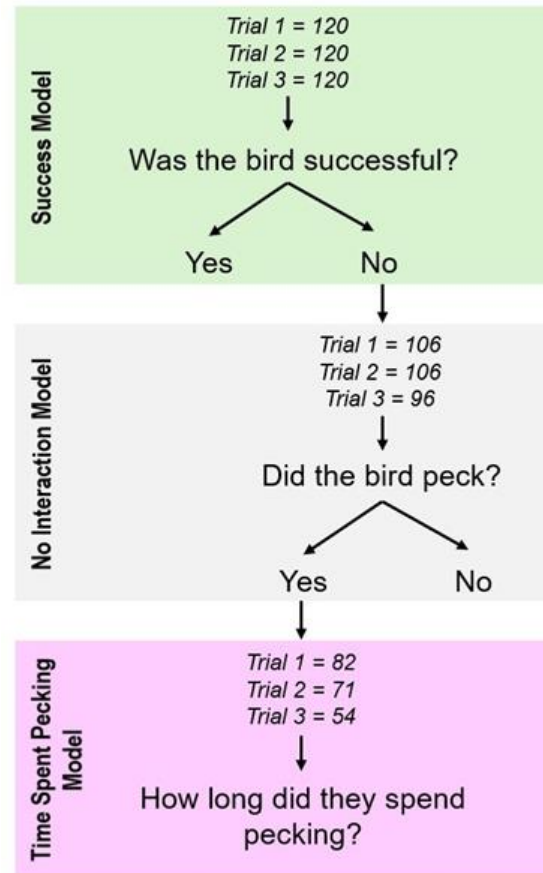 Success Model
Trial 1 = 120
Trial 2 = 120
Trial 3 = 120
Was the bird successful?
Yes
No
No Interaction Model
Trial 1 = 106
Trial 2 = 106
Trial 3 = 96
Did the bird peck?
Yes
No
Time Spent Pecking
Model
Trial 1 = 82
Trial 2 = 71
Trial 3 = 54
How long did they spend
pecking?